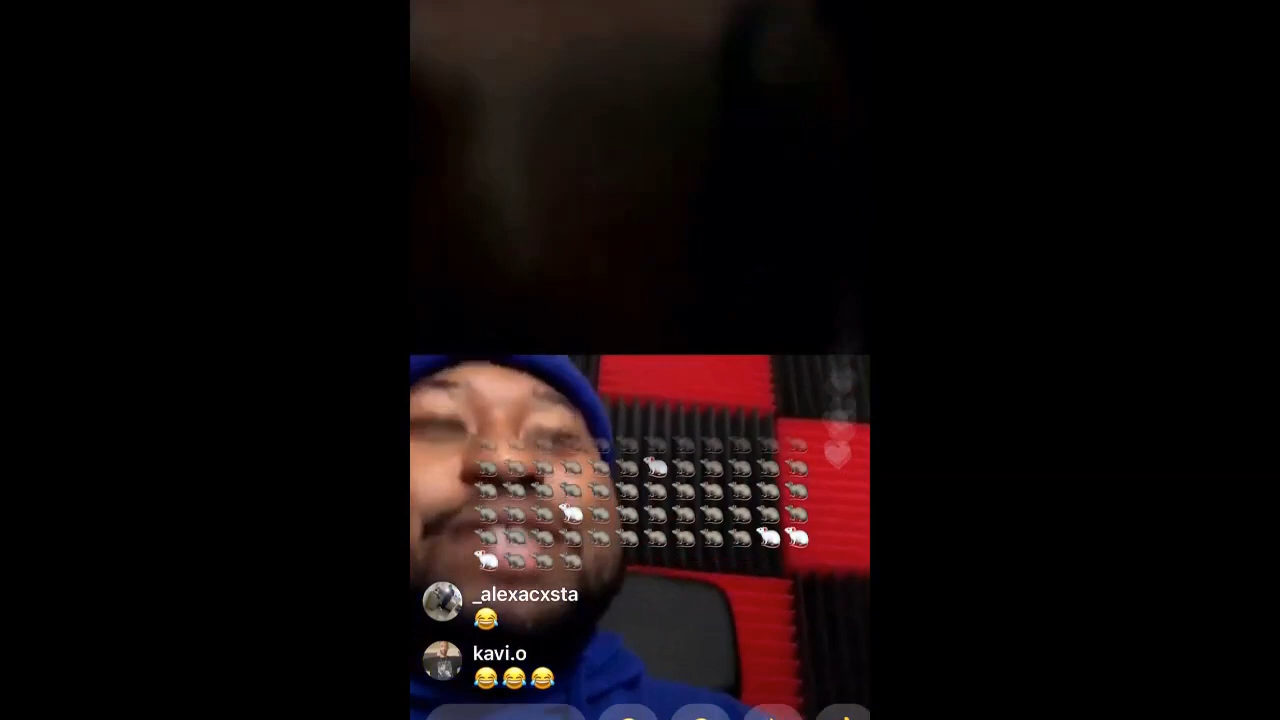 _alexacxsta
😂
kavi.o
😂😂😂